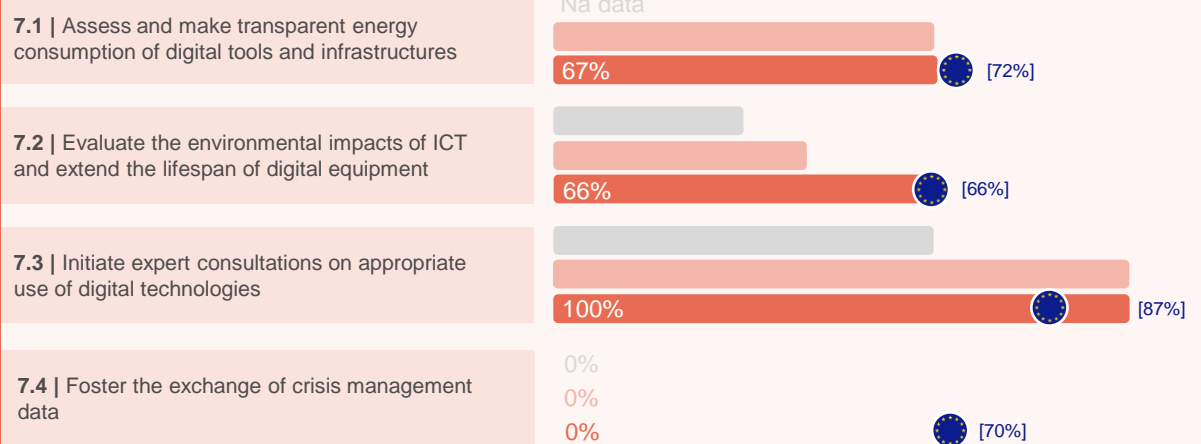 Na data
7.1 | Assess and make transparent energy
consumption of digital tools and infrastructures
67%
[72%]
7.2 | Evaluate the environmental impacts of ICT
and extend the lifespan of digital equipment
66%
[66%]
7.3 | Initiate expert consultations on appropriate
use of digital technologies
100%
[87%]
7.4 | Foster the exchange of crisis management
data
0%
0%
0%
[70%]